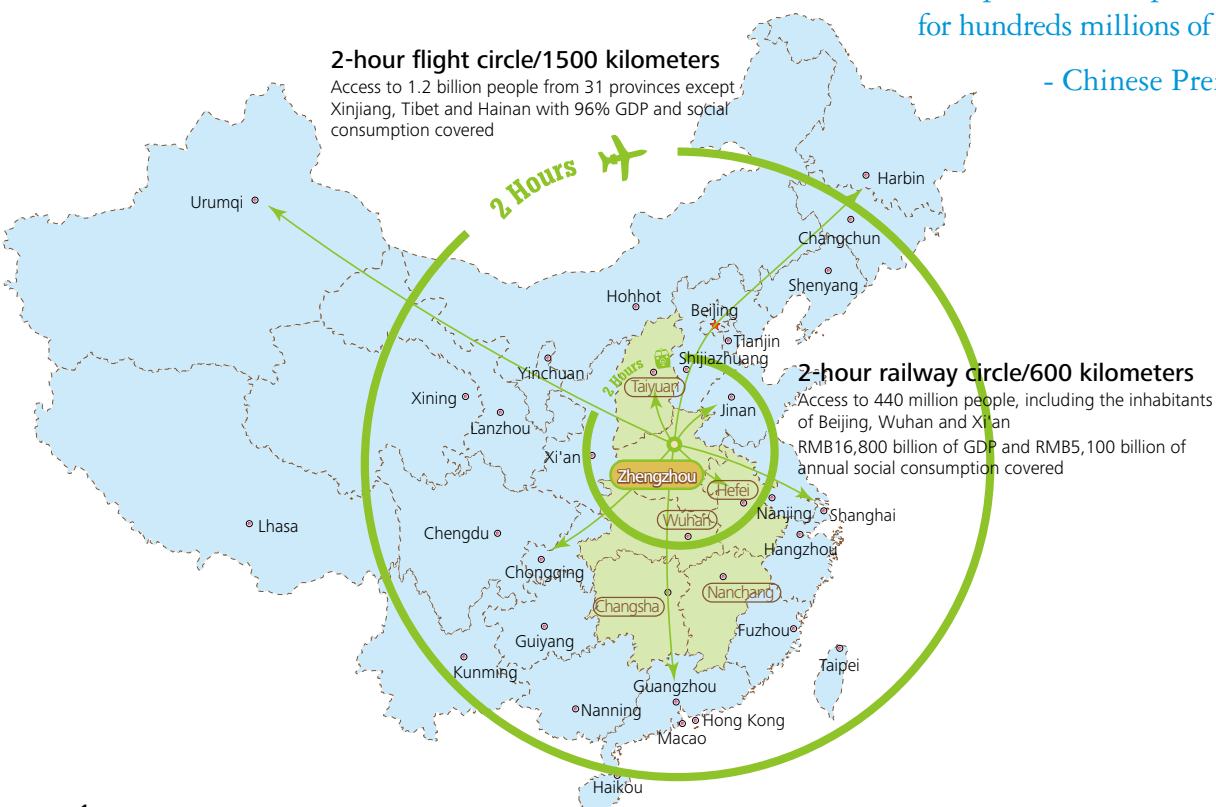 for hundreds millions of
- Chinese
2-hour flight circle/1500 kilometers
Access to 1.2 billion people from 31 provinces except
Xinjiang, Tibet and Hainan with 96% GDP and social
consumption covered
2 Hours
Harbin
Urumqi
Changchun
Shenyang
Hohhot
Beijing
Tianjin
Shijiazhuang
2 Hours
Yinchuan
Taiyuan
2-hour railway circle/600 kilometers
Access to 440 million people, including the inhabitants
of Beijing, Wuhan and Xi'an
RMB16,800 billion of GDP and RMB5,100 billion of
annual social consumption covered
Xining
Jinan
Lanzhou
Xi'an
Zhengzhou
Hefei
Nanjing
Shanghai
Wuhan
Lhasa
Chengdu
Hangzhou
Chongqing
Nanchang
Changsha
Guiyang
Fuzhou
Taipei
Kunming
Guangzhou
Nanning
Hong Kong
Macao
Haikou